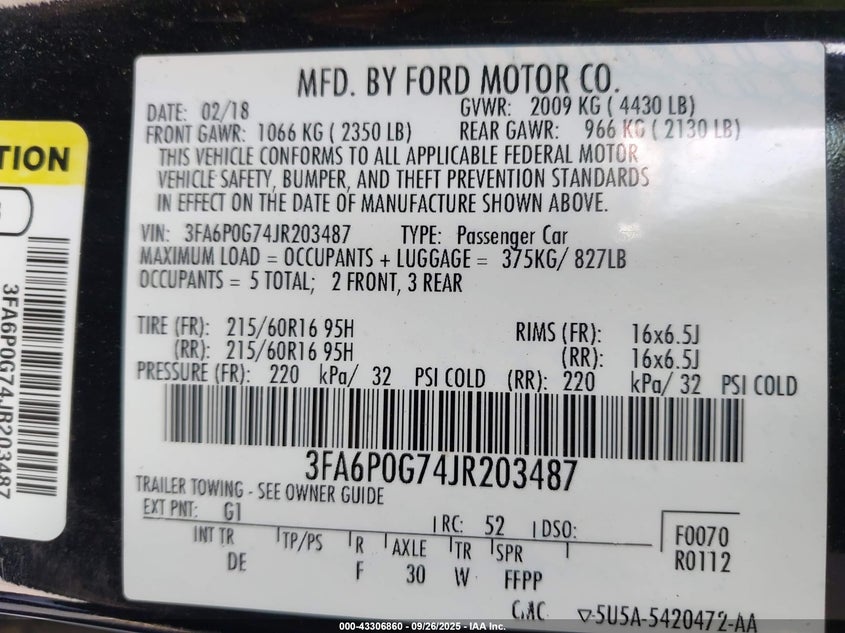 MFD. BY FORD MOTOR CO.
DATE: 02/18 GVWR: 2009 KG ( 4430 LB)
FRONT GAWR: 1066 KG ( 2350 LB) REAR GAWR: 966 KG ( 2130 LB)
THIS VEHICLE CONFORMS TO ALL APPLICABLE FEDERAL MOTOR
VEHICLE SAFETY, BUMPER, AND THEFT PREVENTION STANDARDS
IN EFFECT ON THE DATE OF MANUFACTURE SHOWN ABOVE.
VIN: 3FA6P0G74JR203487 TYPE: Passenger Car
MAXIMUM LOAD = OCCUPANTS + LUGGAGE = 375KG/ 827LB
OCCUPANTS = 5 TOTAL; 2 FRONT, 3 REAR
TIRE (FR): 215/60R16 95H RIMS (FR): 16x6.5J
(RR): 215/60R16 95H (RR): 16x6.5J
PRESSURE (FR): 220 kPa/ 32 PSI COLD (RR): 220 kPa/ 32 PSI COLD
3FA6P0G74JR203487
TRAILER TOWING - SEE OWNER GUIDE
EXT PNT: G1 RC: 52 DSO:
INT TR TP/PS R AXLE TR SPR
DE F 30 W FFPP
F0070
R0112
5U5A-5420472-AA
TION
3FA6P0G74JR203487
000-43306860 - 09/26/2025 - IAA Inc.